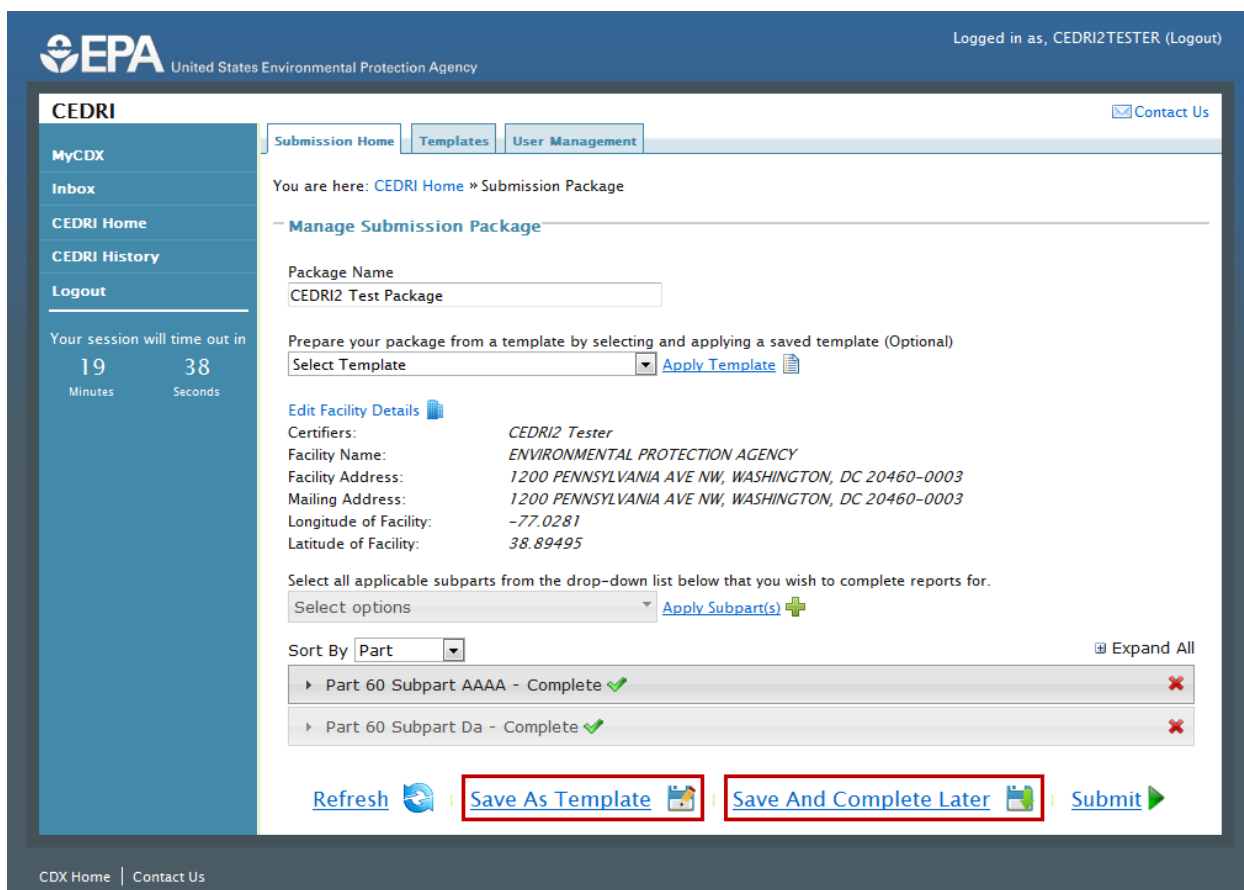 Logged in as, CEDRI2TESTER (Logout)
EPA United States Environmental Protection Agency
CEDRI
Contact Us
Submission Home Templates User Management
MyCDX
Inbox
CEDRI Home
CEDRI History
Logout
Your session will time out in
19 38
Minutes Seconds
You are here: CEDRI Home » Submission Package
Manage Submission Package
Package Name
CEDRI2 Test Package
Prepare your package from a template by selecting and applying a saved template (Optional)
Select Template Apply Template
Edit Facility Details
Certifiers: CEDRI2 Tester
Facility Name: ENVIRONMENTAL PROTECTION AGENCY
Facility Address: 1200 PENNSYLVANIA AVE NW, WASHINGTON, DC 20460-0003
Mailing Address: 1200 PENNSYLVANIA AVE NW, WASHINGTON, DC 20460-0003
Longitude of Facility: -77.0281
Latitude of Facility: 38.89495
Select all applicable subparts from the drop-down list below that you wish to complete reports for.
Select options Apply Subpart(s)
Sort By Part Expand All
Part 60 Subpart AAAA - Complete
Part 60 Subpart Da - Complete
Refresh Save As Template Save And Complete Later Submit
CDX Home | Contact Us